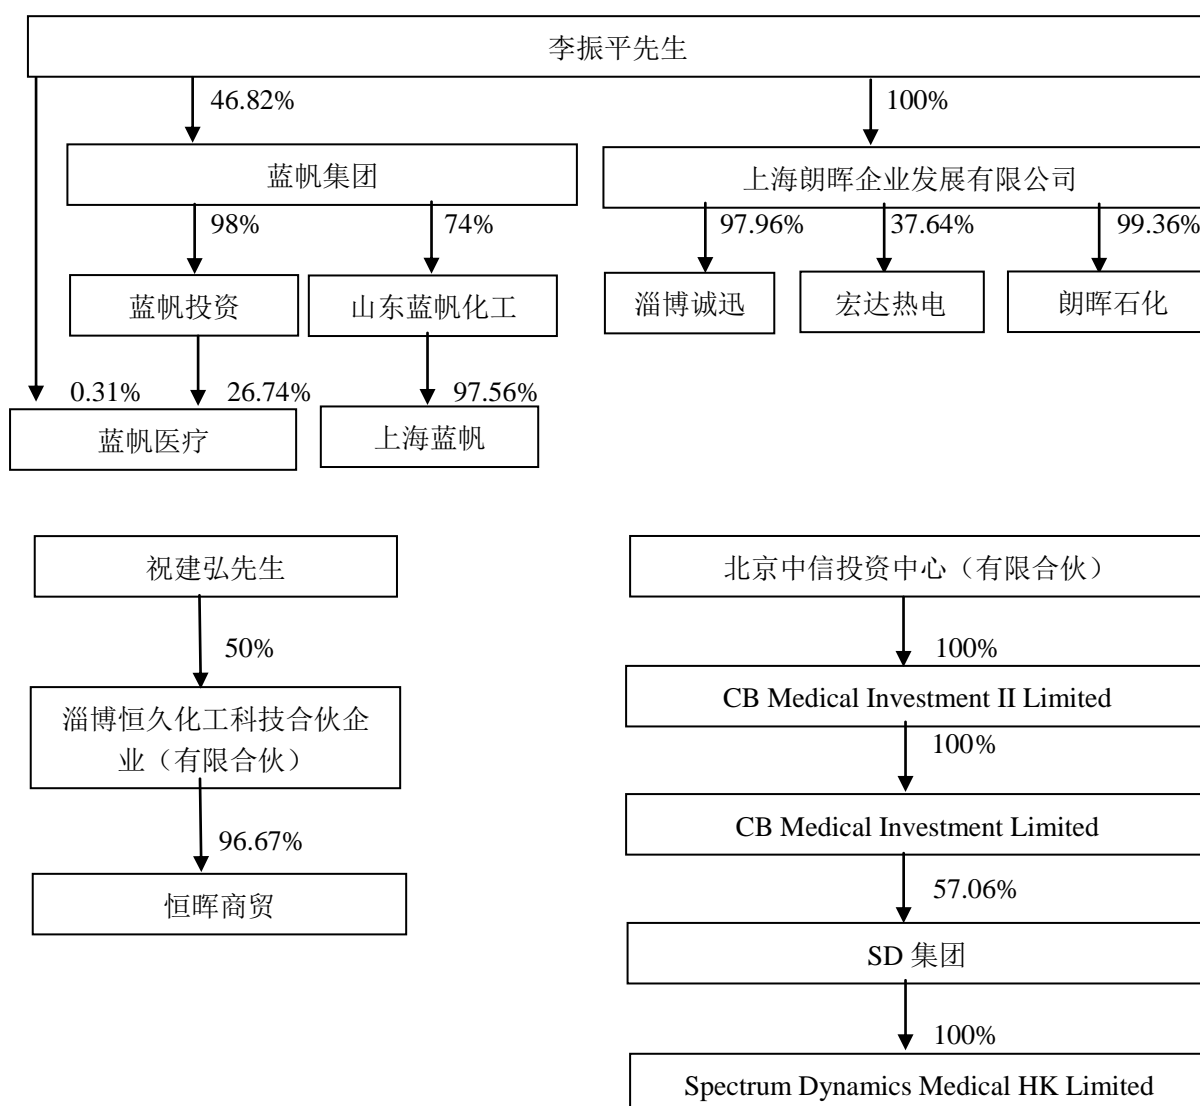 李振平先生
46.82%
100%
蓝帆集团
上海朗晖企业发展有限公司
98%
74%
97.96%
37.64%
99.36%
蓝帆投资
山东蓝帆化工
淄博诚迅
宏达热电
朗晖石化
0.31%
26.74%
97.56%
蓝帆医疗
上海蓝帆
祝建弘先生
50%
淄博恒久化工科技合伙企
业（有限合伙）
96.67%
恒晖商贸
北京中信投资中心（有限合伙）
100%
CB Medical Investment II Limited
100%
CB Medical Investment Limited
57.06%
SD 集团
100%
Spectrum Dynamics Medical HK Limited